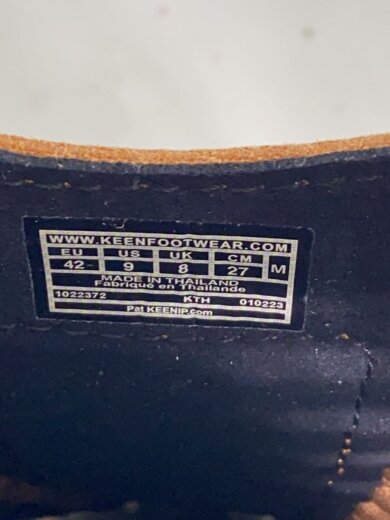 WWW.KEENFOOTWEAR.COM
EU US UK CM
42 9 8 27 M
MADE IN THAILAND
Fabriqué en Thaïlande
1022372 KTH 010223
Pat KEENIP.com